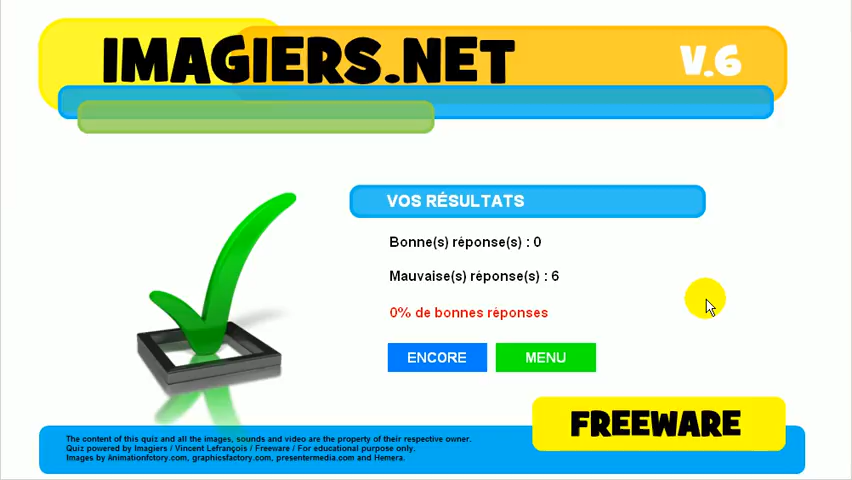 IMAGIERS.NET
V.6
VOS RÉSULTATS
Bonne(s) réponse(s) : 0
Mauvaise(s) réponse(s) : 6
0% de bonnes réponses
ENCORE
MENU
FREEWARE
The content of this quiz and all the images, sounds and video are the property of their respective owner.
Quiz powered by Imagiers / Vincent Lefrançois / Freeware / For educational purpose only.
Images by Animationfctory.com, graphicsfactory.com, presentermedia.com and Hemera.